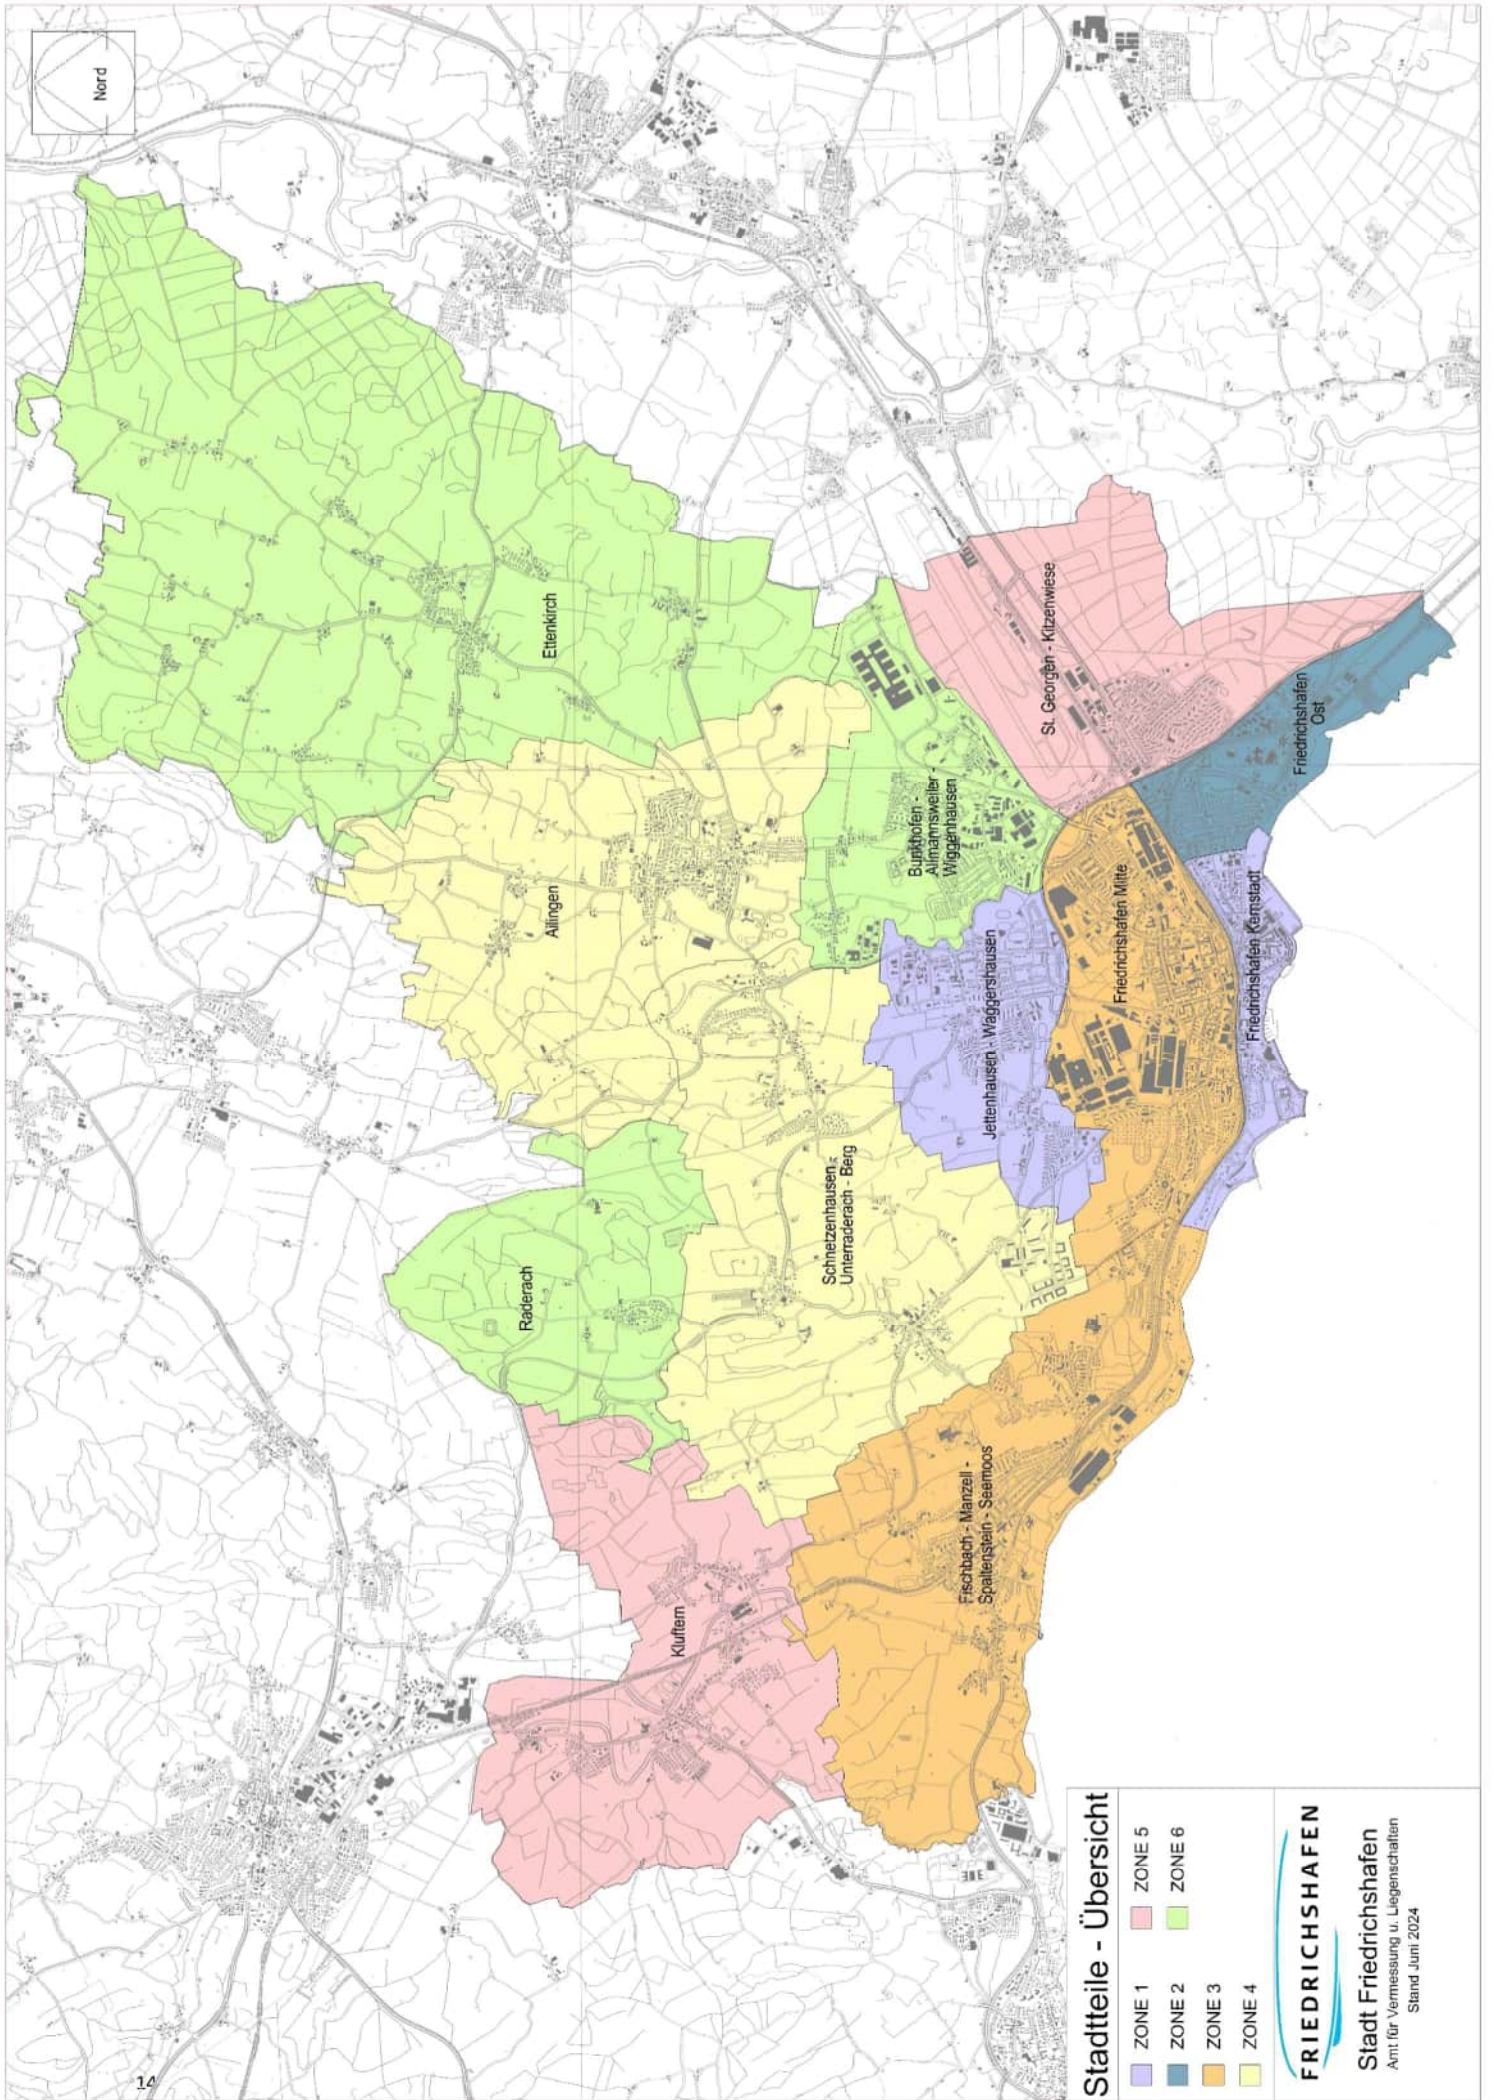 Nord
Ettenkirch
Ailingen
Raderach
Kluftern
Schnetzenhausen -
Unterraderach - Berg
Bunkhofen -
Allmannsweiler -
Wiggenhausen
St. Georgen - Kitzenwiese
Jettenhausen - Waggershausen
Friedrichshafen Mitte
Friedrichshafen
Ost
Friedrichshafen Kernstadt
Fischbach - Manzell -
Spaltenstein - Seemoos
Stadtteile - Übersicht
ZONE 1
ZONE 2
ZONE 3
ZONE 4
ZONE 5
ZONE 6
FRIEDRICHSHAFEN
Stadt Friedrichshafen
Amt für Vermessung u. Liegenschaften
Stand Juni 2024
14